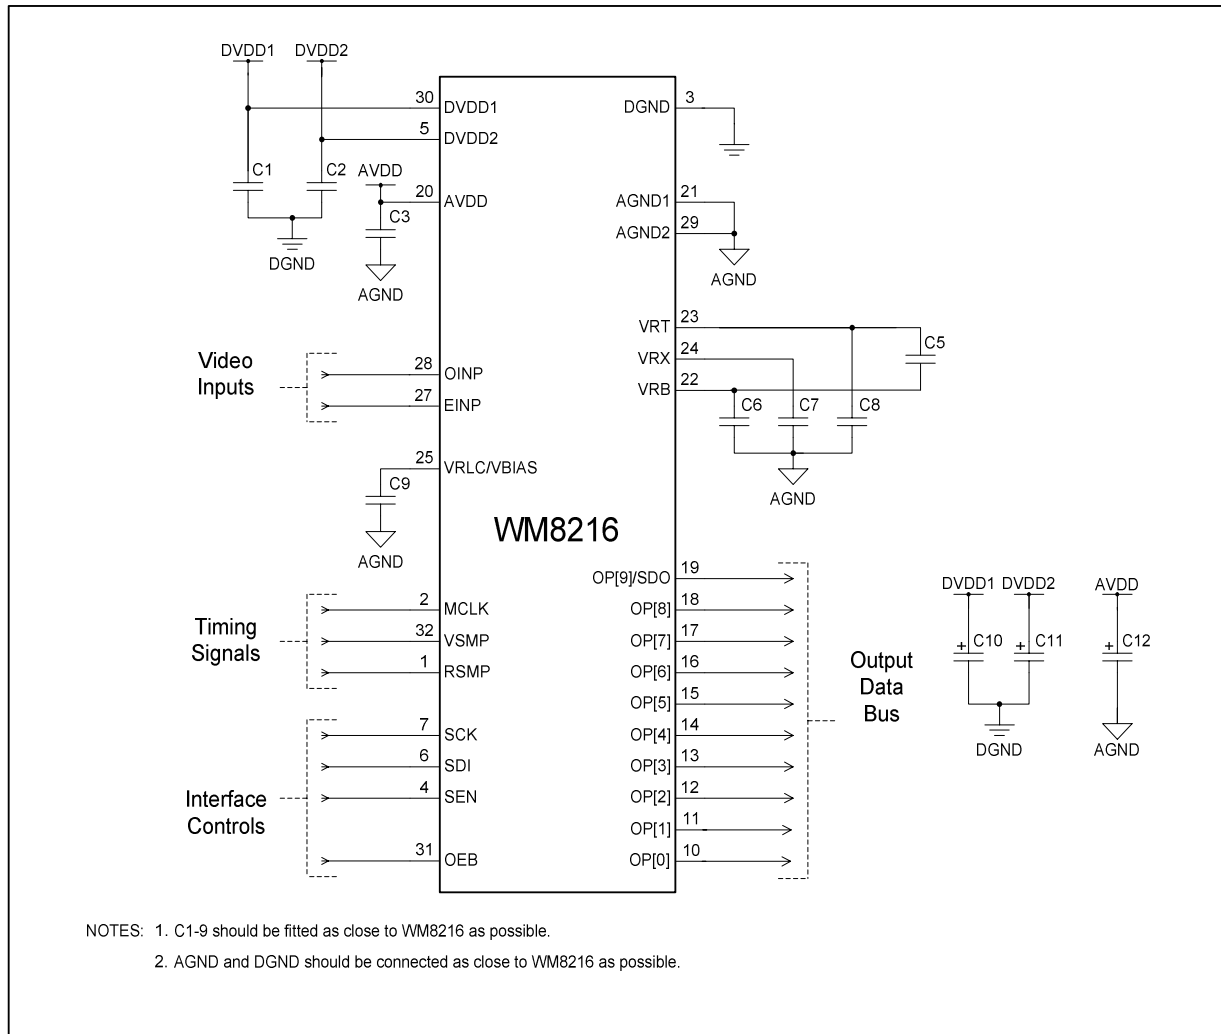 DVDD1 DVDD2
30 DVDD1
5 DVDD2
C1 C2
DGND
AVDD
20 AVDD
C3
AGND
DGND 3
AGND1 21
AGND2 29
AGND
VRT 23
VRX 24
VRB 22
C5
C6 C7 C8
AGND
Video
Inputs
28 OINP
27 EINP
25 VRLC/VBIAS
C9
AGND
WM8216
Timing
Signals
2 MCLK
32 VSMP
1 RSMP
Interface
Controls
7 SCK
6 SDI
4 SEN
31 OEB
OP[9]/SDO 19
OP[8] 18
OP[7] 17
OP[6] 16
OP[5] 15
OP[4] 14
OP[3] 13
OP[2] 12
OP[1] 11
OP[0] 10
Output
Data
Bus
DVDD1 DVDD2 AVDD
+ C10 + C11 + C12
DGND AGND
NOTES: 1. C1-9 should be fitted as close to WM8216 as possible.
2. AGND and DGND should be connected as close to WM8216 as possible.